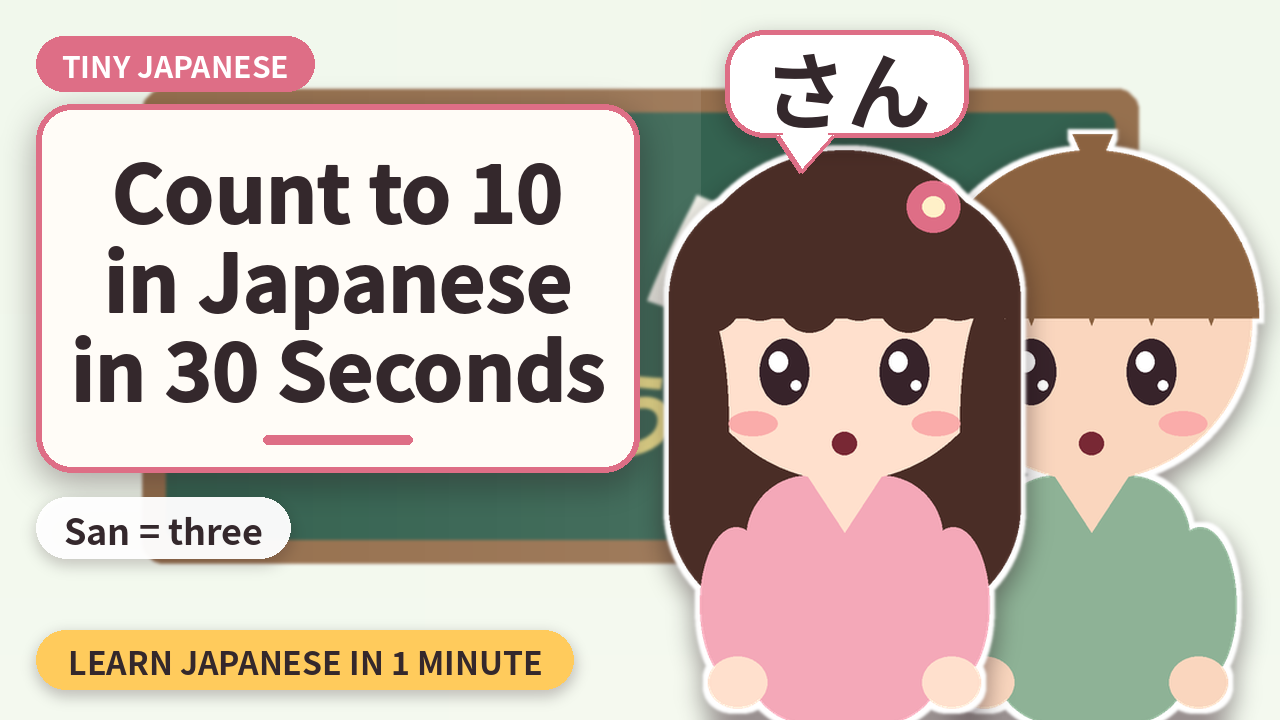 TINY JAPANESE
さん
Count to 10
in Japanese
in 30 Seconds
5
San = three
LEARN JAPANESE IN 1 MINUTE